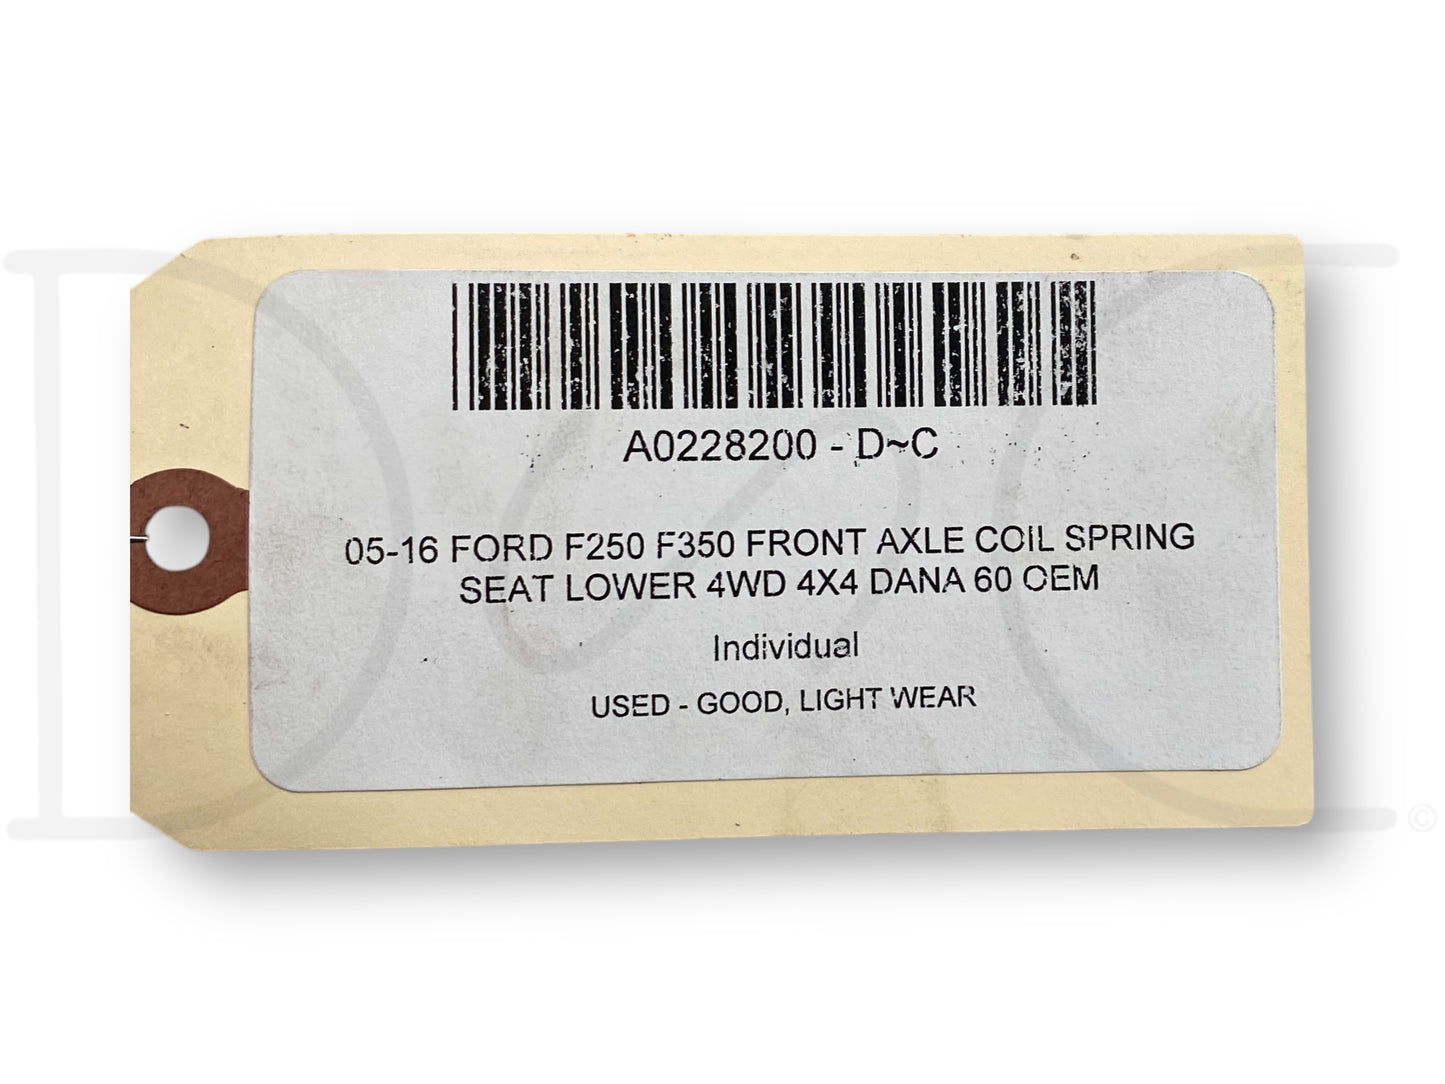 A0228200 - D~C
05-16 FORD F250 F350 FRONT AXLE COIL SPRING
SEAT LOWER 4WD 4X4 DANA 60 OEM
Individual
USED - GOOD, LIGHT WEAR
©